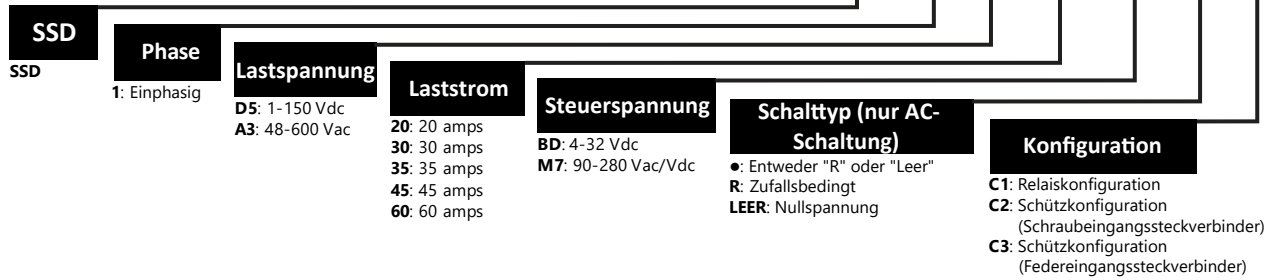 SSD
SSD
Phase
1: Einphasig
Lastspannung
D5: 1-150 Vdc
A3: 48-600 Vac
Laststrom
20: 20 amps
30: 30 amps
35: 35 amps
45: 45 amps
60: 60 amps
Steuerspannung
BD: 4-32 Vdc
M7: 90-280 Vac/Vdc
Schalttyp (nur AC-
Schaltung)
●: Entweder "R" oder "Leer"
R: Zufallsbedingt
LEER: Nullspannung
Konfiguration
C1: Relaiskonfiguration
C2: Schützkonfiguration
(Schraubeingangssteckverbinder)
C3: Schützkonfiguration
(Federeingangssteckverbinder)